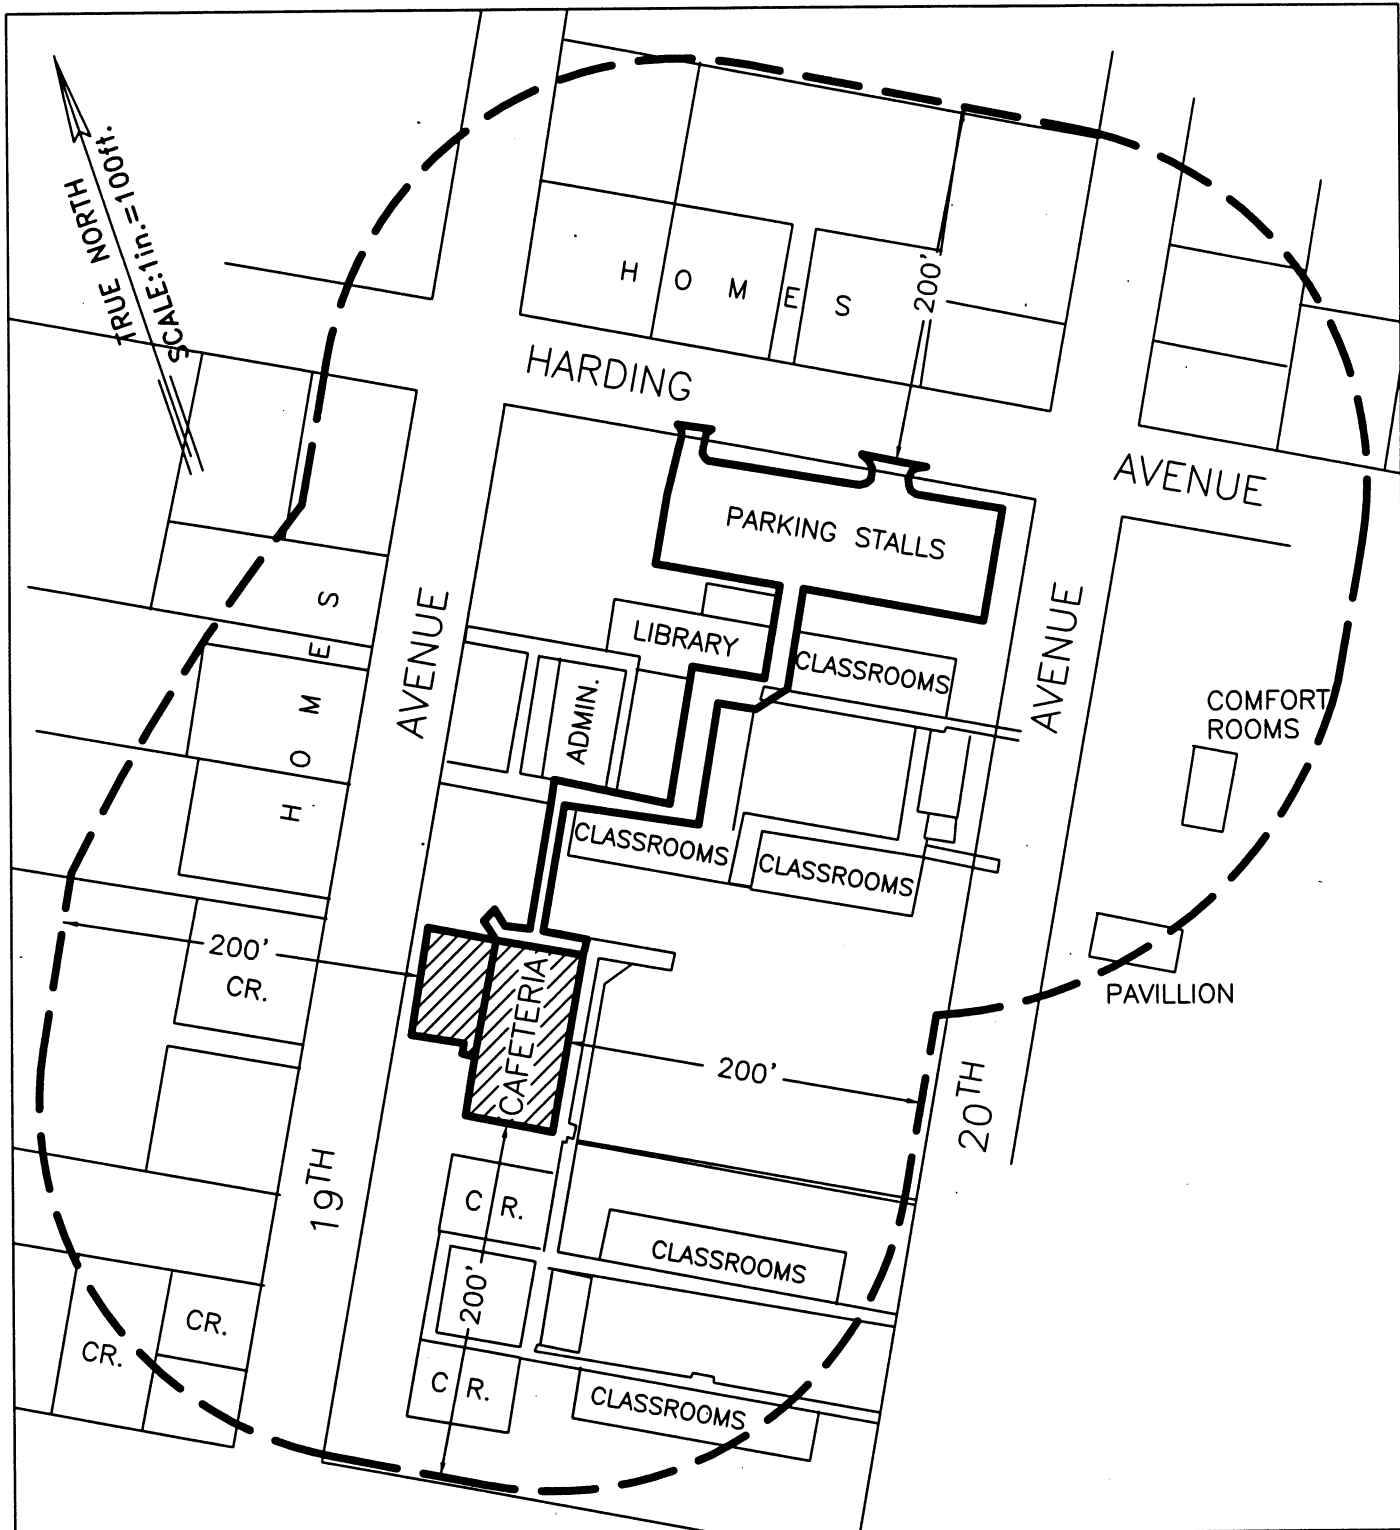 TRUE NORTH
SCALE:1in.=100ft.
H O M E S
200'
HARDING
AVENUE
PARKING STALLS
H O M E S
AVENUE
LIBRARY
CLASSROOMS
AVENUE
ADMIN.
COMFORT
ROOMS
CLASSROOMS
CLASSROOMS
200'
CR.
CAFETERIA
PAVILLION
200'
19TH
20TH
C R.
CLASSROOMS
200'
CR.
CR.
C R.
CLASSROOMS